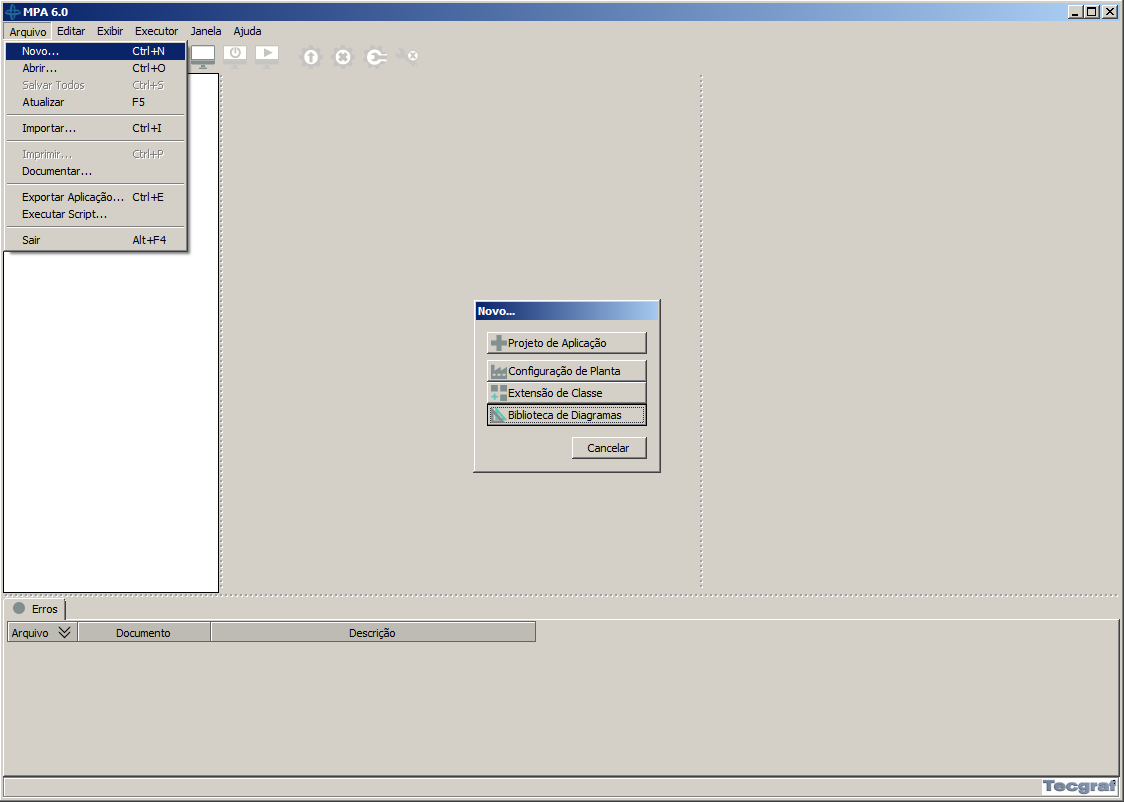 MPA 6.0
Arquivo Editar Exibir Executor Janela Ajuda
Novo... Ctrl+N
Abrir... Ctrl+O
Salvar Todos Ctrl+S
Atualizar F5
Importar... Ctrl+I
Imprimir... Ctrl+P
Documentar...
Exportar Aplicação... Ctrl+E
Executar Script...
Sair Alt+F4
Novo...
Projeto de Aplicação
Configuração de Planta
Extensão de Classe
Biblioteca de Diagramas
Cancelar
Erros
Arquivo Documento Descrição
Tecgraf